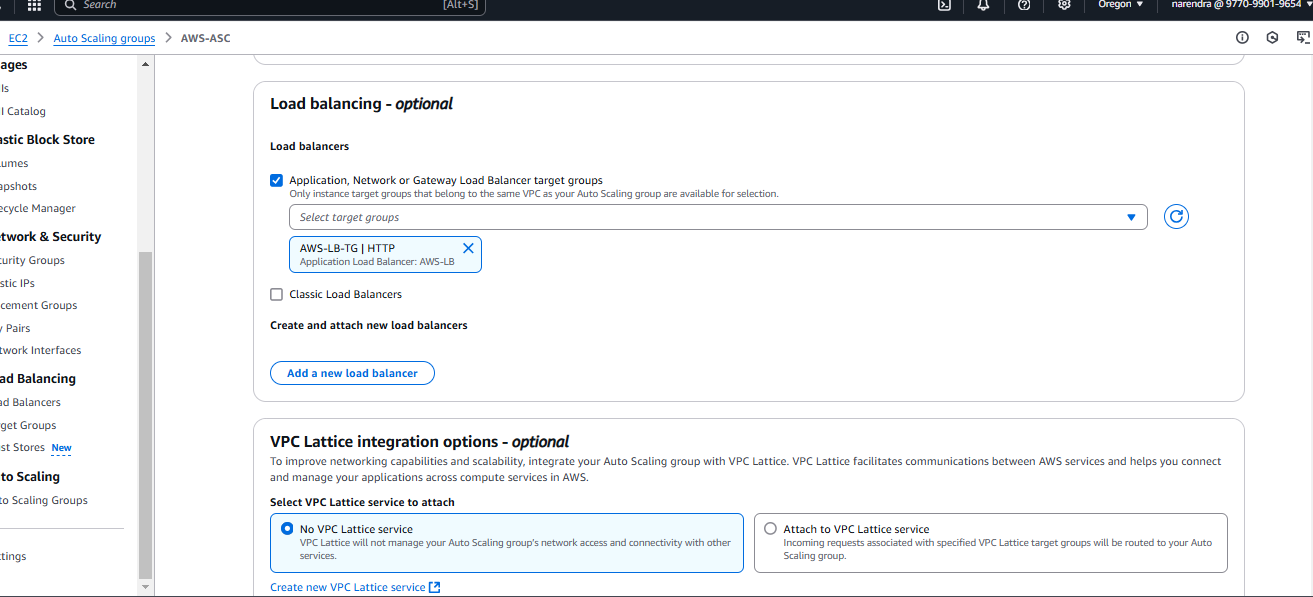 Search [Alt+S] Oregon narendra @ 9770-9901-9654
EC2 > Auto Scaling groups > AWS-ASC
ages
Is
I Catalog
astic Block Store
umes
apshots
ecycle Manager
etwork & Security
curity Groups
stic IPs
cement Groups
y Pairs
twork Interfaces
ad Balancing
ad Balancers
rget Groups
st Stores New
to Scaling
to Scaling Groups
ttings
Load balancing - optional
Load balancers
Application, Network or Gateway Load Balancer target groups
Only instance target groups that belong to the same VPC as your Auto Scaling group are available for selection.
Select target groups
AWS-LB-TG | HTTP
Application Load Balancer: AWS-LB
Classic Load Balancers
Create and attach new load balancers
Add a new load balancer
VPC Lattice integration options - optional
To improve networking capabilities and scalability, integrate your Auto Scaling group with VPC Lattice. VPC Lattice facilitates communications between AWS services and helps you connect
and manage your applications across compute services in AWS.
Select VPC Lattice service to attach
No VPC Lattice service
VPC Lattice will not manage your Auto Scaling group's network access and connectivity with other
services.
Attach to VPC Lattice service
Incoming requests associated with specified VPC Lattice target groups will be routed to your Auto
Scaling group.
Create new VPC Lattice service